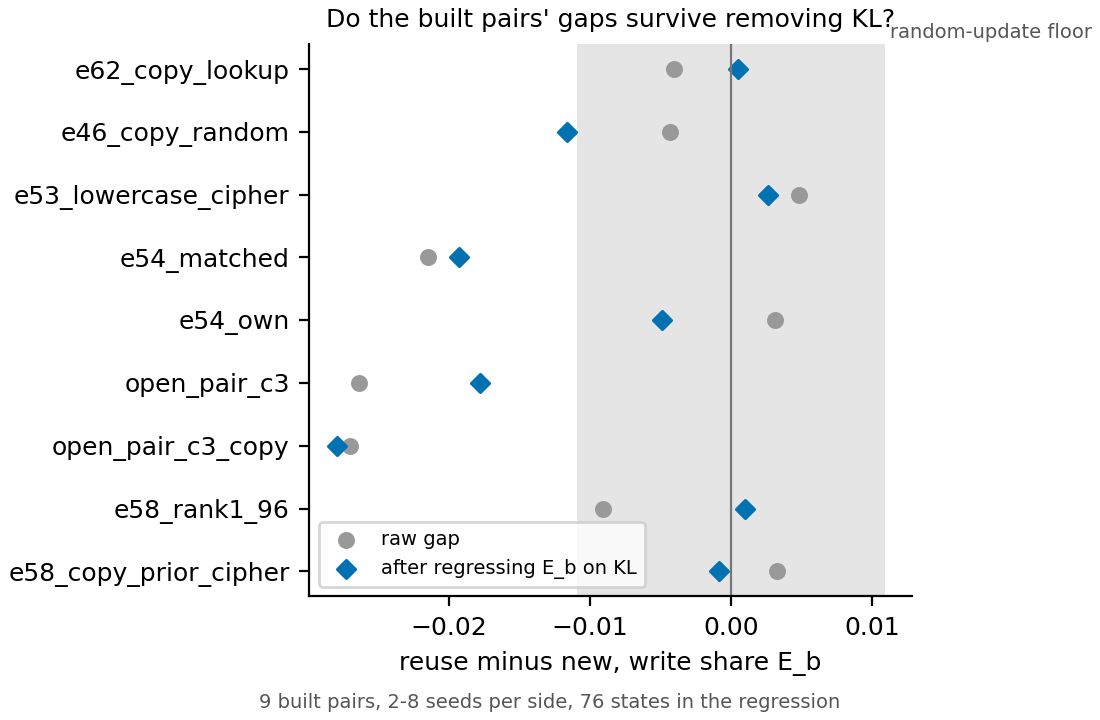 Do the built pairs' gaps survive removing KL?
random-update floor
e62_copy_lookup
e46_copy_random
e53_lowercase_cipher
e54_matched
e54_own
open_pair_c3
open_pair_c3_copy
e58_rank1_96
e58_copy_prior_cipher
raw gap
after regressing E_b on KL
−0.02 −0.01 0.00 0.01
reuse minus new, write share E_b
9 built pairs, 2-8 seeds per side, 76 states in the regression